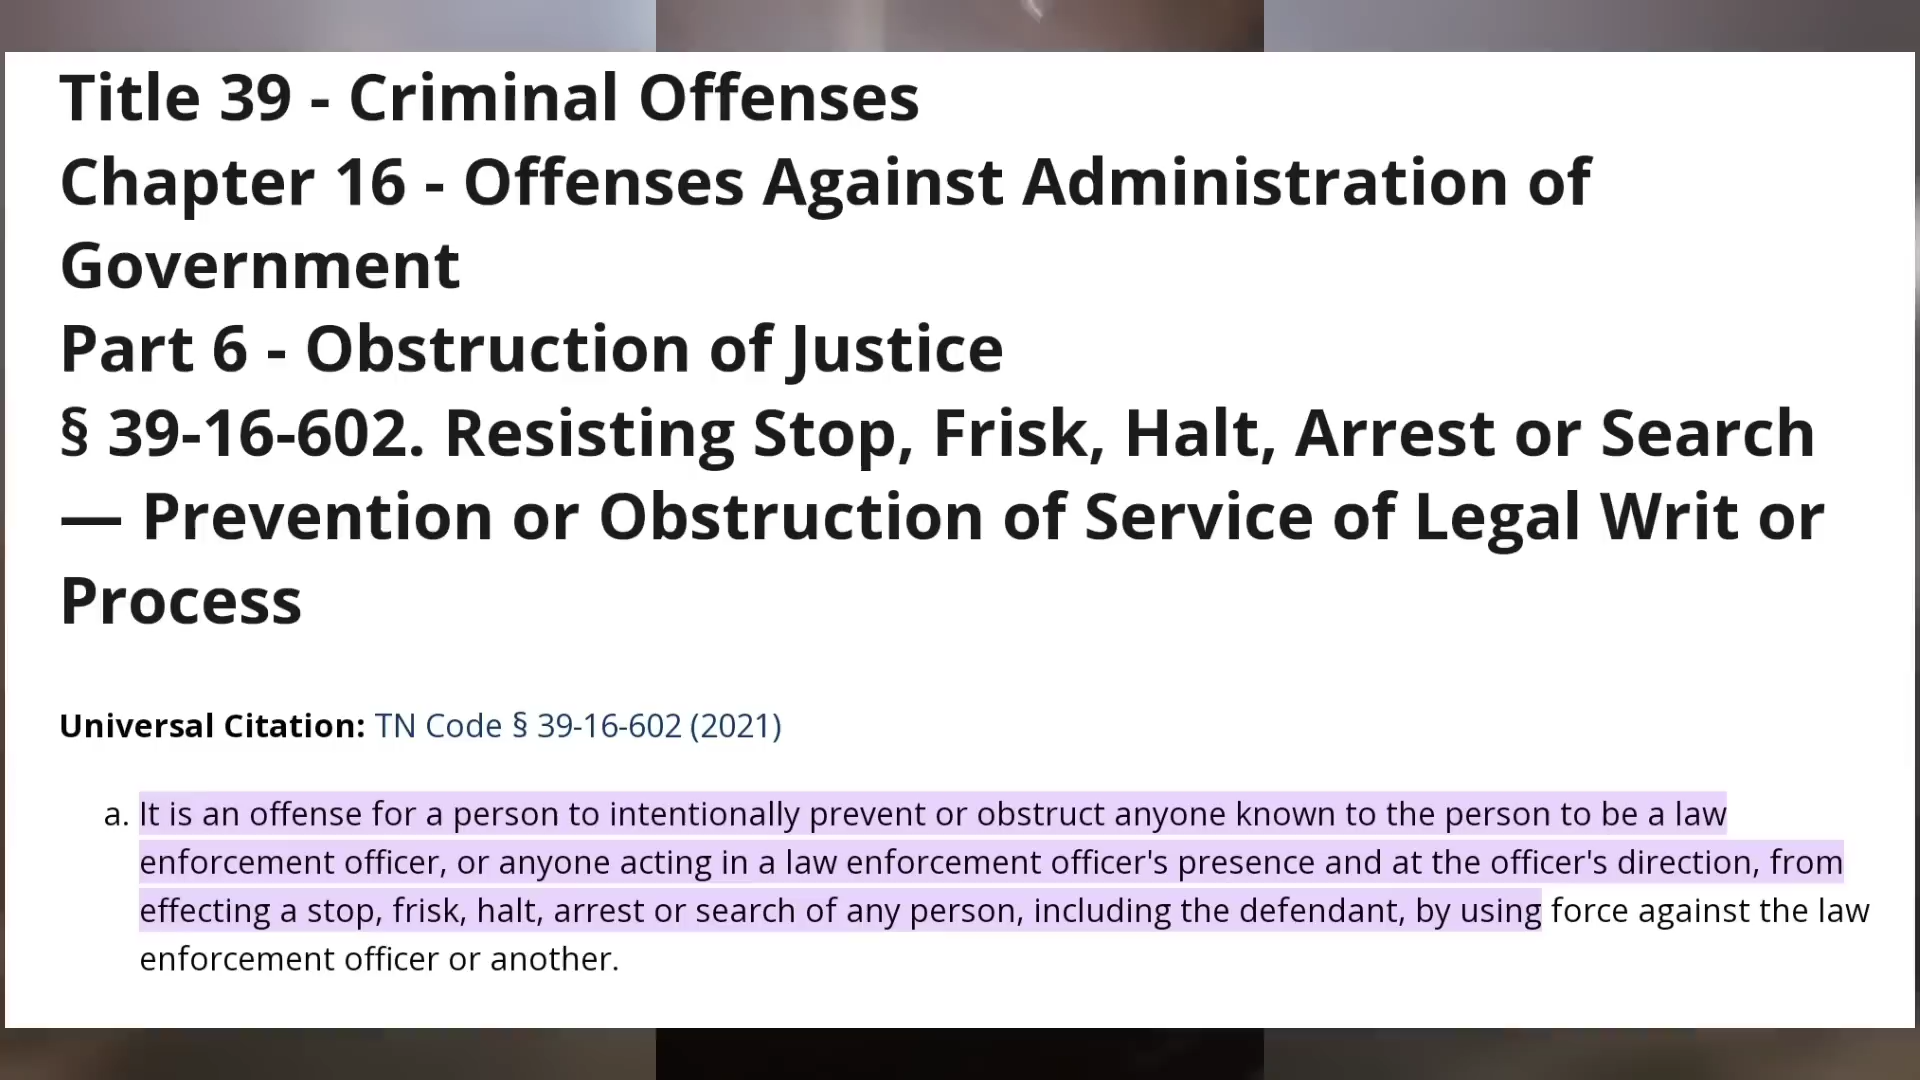 Title 39 - Criminal Offenses
Chapter 16 - Offenses Against Administration of
Government
Part 6 - Obstruction of Justice
§ 39-16-602. Resisting Stop, Frisk, Halt, Arrest or Search
— Prevention or Obstruction of Service of Legal Writ or
Process
Universal Citation: TN Code § 39-16-602 (2021)
a. It is an offense for a person to intentionally prevent or obstruct anyone known to the person to be a law
enforcement officer, or anyone acting in a law enforcement officer's presence and at the officer's direction, from
effecting a stop, frisk, halt, arrest or search of any person, including the defendant, by using force against the law
enforcement officer or another.